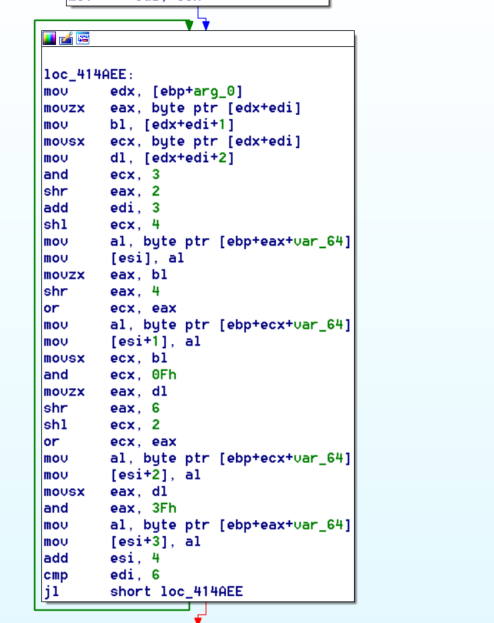 loc_414AEE:
mov edx, [ebp+arg_0]
movzx eax, byte ptr [edx+edi]
mov bl, [edx+edi+1]
movsx ecx, byte ptr [edx+edi]
mov dl, [edx+edi+2]
and ecx, 3
shr eax, 2
add edi, 3
shl ecx, 4
mov al, byte ptr [ebp+eax+var_64]
mov [esi], al
movzx eax, bl
shr eax, 4
or ecx, eax
mov al, byte ptr [ebp+ecx+var_64]
mov [esi+1], al
movsx ecx, bl
and ecx, 0Fh
movzx eax, dl
shr eax, 6
shl ecx, 2
or ecx, eax
mov al, byte ptr [ebp+ecx+var_64]
mov [esi+2], al
movsx eax, dl
and eax, 3Fh
mov al, byte ptr [ebp+eax+var_64]
mov [esi+3], al
add esi, 4
cmp edi, 6
jl short loc_414AEE